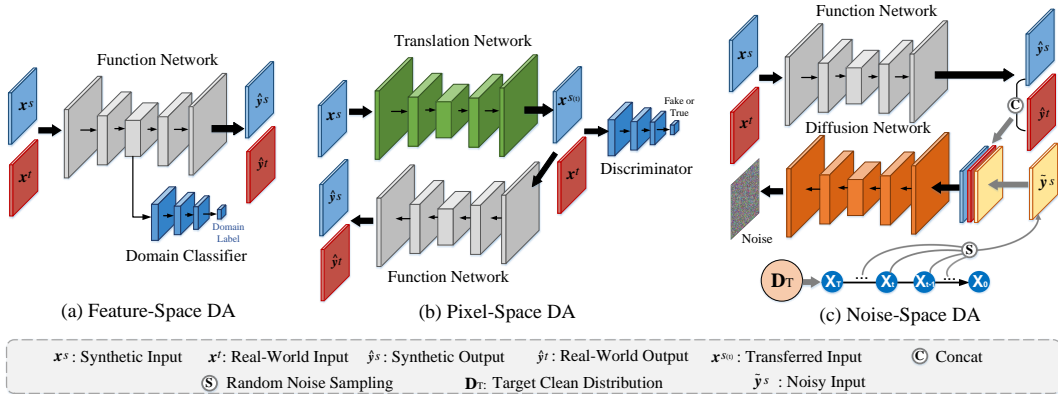 Function Network
x^s
x^t
ŷ^s
ŷ^t
Domain
Label
Domain Classifier
(a) Feature-Space DA
Translation Network
x^s
x^s(t)
Fake or
True
x^t
Discriminator
ŷ^s
ŷ^t
Function Network
(b) Pixel-Space DA
Function Network
x^s
x^t
ŷ^s
C
ŷ^t
Diffusion Network
ỹ^s
Noise
S
D_T
X_T
...
X_t
X_t-1
...
X_0
(c) Noise-Space DA
x^s : Synthetic Input x^t : Real-World Input ŷ^s : Synthetic Output ŷ^t : Real-World Output x^s(t) : Transferred Input C Concat
S Random Noise Sampling D_T: Target Clean Distribution ỹ^s : Noisy Input